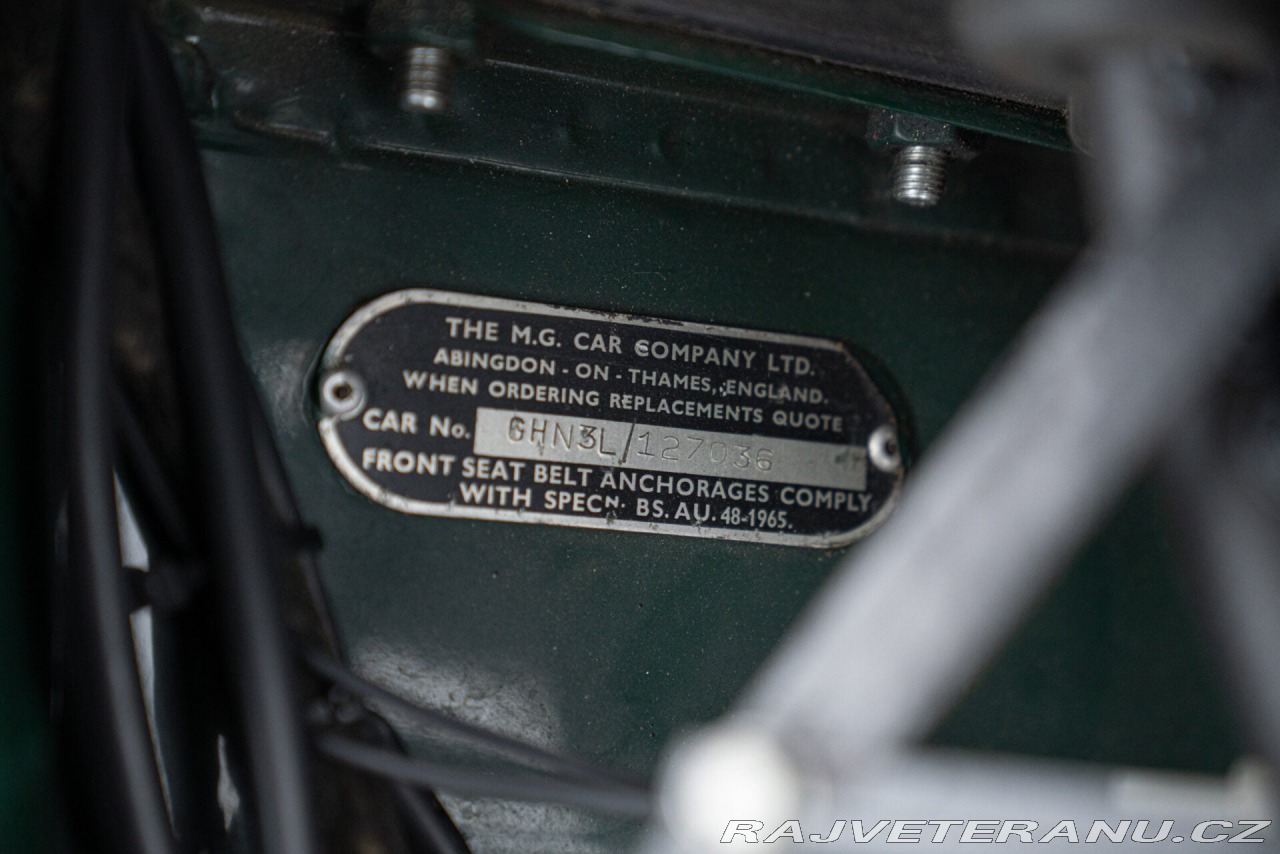 THE M.G. CAR COMPANY LTD.
ABINGDON - ON - THAMES, ENGLAND.
WHEN ORDERING REPLACEMENTS QUOTE
CAR No. GHN3L/127036
FRONT SEAT BELT ANCHORAGES COMPLY
WITH SPECN. BS. AU. 48-1965.
RAJVETERANU.CZ